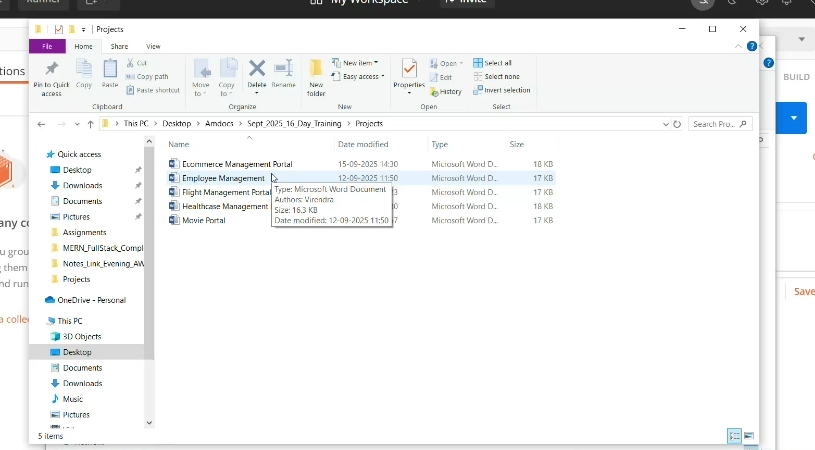 Runner
My Workspace
Invite
Projects
File
Home
Share
View
Pin to Quick access
Copy
Paste
Cut
Copy path
Paste shortcut
Clipboard
Move to
Copy to
Delete
Rename
Organize
New folder
New item
Easy access
New
Properties
Open
Edit
History
Open
Select all
Select none
Invert selection
Select
This PC > Desktop > Amdocs > Sept_2025_16_Day_Training > Projects
Search Pro...
Name
Date modified
Type
Size
Ecommerce Management Portal 15-09-2025 14:30 Microsoft Word D... 18 KB
Employee Management 12-09-2025 11:50 Microsoft Word D... 17 KB
Flight Management Portal Microsoft Word D... 17 KB
Healthcase Management Microsoft Word D... 18 KB
Movie Portal Microsoft Word D... 17 KB
Type: Microsoft Word Document
Authors: Virendra
Size: 16.3 KB
Date modified: 12-09-2025 11:50
Quick access
Desktop
Downloads
Documents
Pictures
Assignments
MERN_FullStack_Compl
Notes_Link_Evening_AW
Projects
OneDrive - Personal
This PC
3D Objects
Desktop
Documents
Downloads
Music
Pictures
5 items
BUILD
Save
tions
any co
u grou
them
nd run
a colle